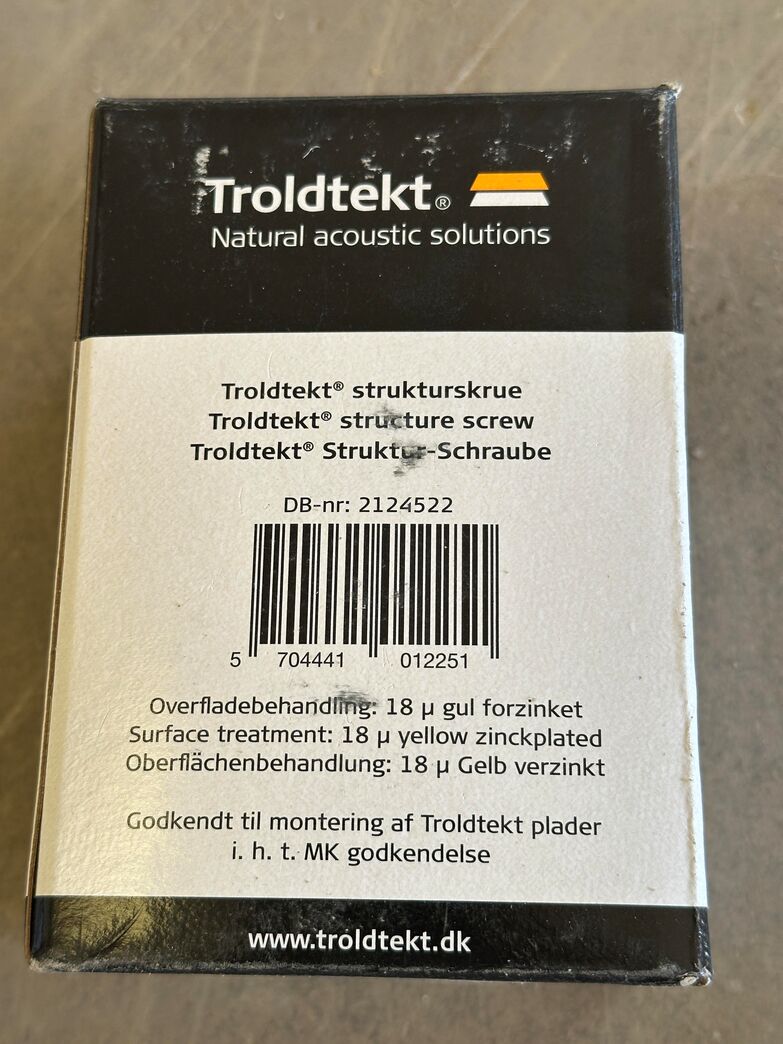 Troldtekt®
Natural acoustic solutions
Troldtekt® strukturskrue
Troldtekt® structure screw
Troldtekt® Struktur-Schraube
DB-nr: 2124522
5 704441 012251
Overfladebehandling: 18 µ gul forzinket
Surface treatment: 18 µ yellow zinckplated
Oberflächenbehandlung: 18 µ Gelb verzinkt
Godkendt til montering af Troldtekt plader
i. h. t. MK godkendelse
www.troldtekt.dk